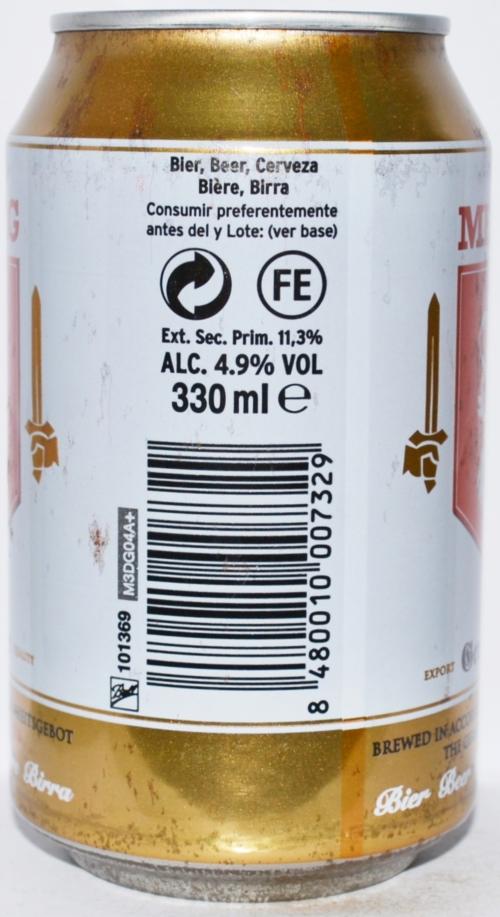 Bier, Beer, Cerveza
Bière, Birra
Consumir preferentemente
antes del y Lote: (ver base)
FE
Ext. Sec. Prim. 11,3%
ALC. 4.9% VOL
330 ml ℮
8 480010 007329
M3DG04A+
101369
G
M
EXPORT
BREWED IN ACCO
THE
Birra
Bier Beer